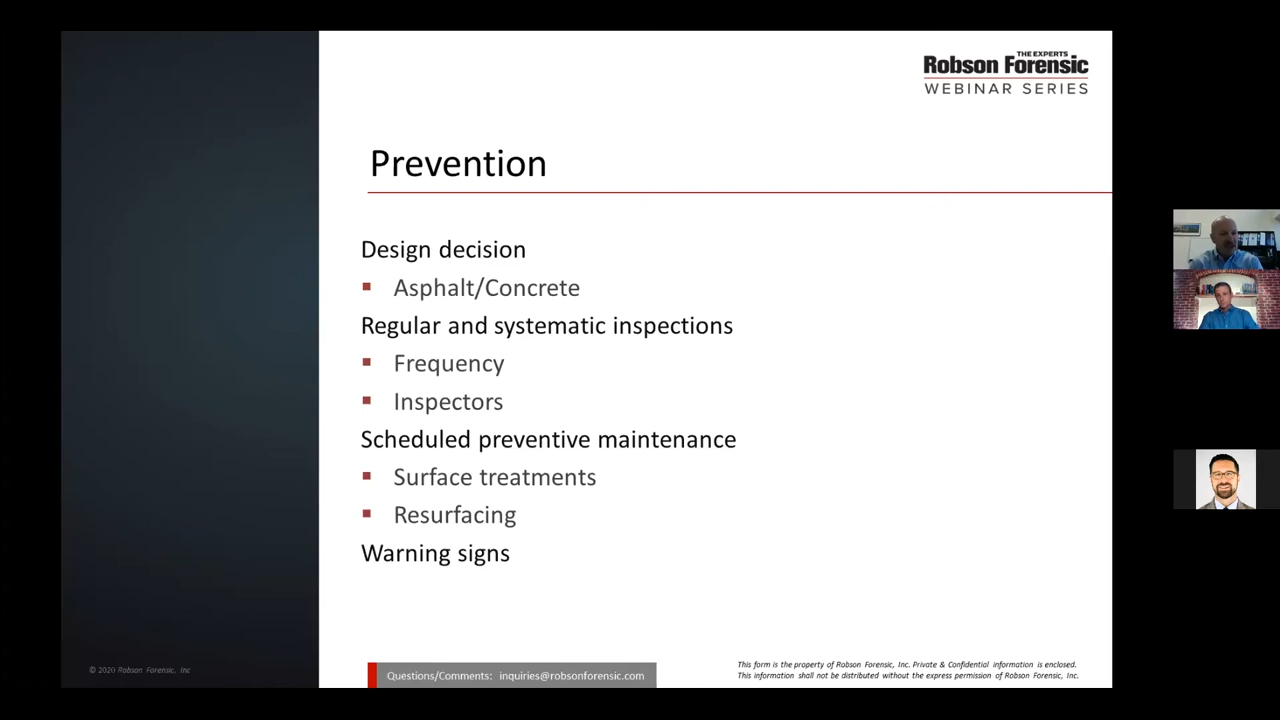 THE EXPERTS
Robson Forensic
WEBINAR SERIES
Prevention
Design decision
Asphalt/Concrete
Regular and systematic inspections
Frequency
Inspectors
Scheduled preventive maintenance
Surface treatments
Resurfacing
Warning signs
© 2020 Robson Forensic, Inc
Questions/Comments: inquiries@robsonforensic.com
This form is the property of Robson Forensic, Inc. Private & Confidential information is enclosed.
This information shall not be distributed without the express permission of Robson Forensic, Inc.